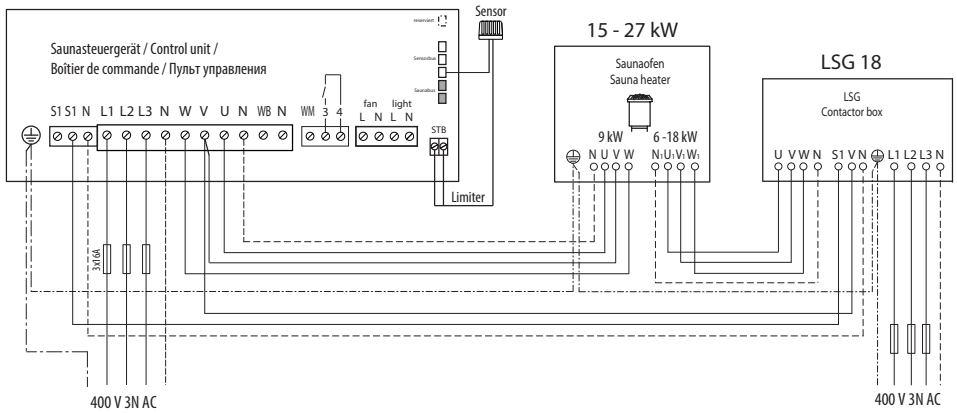 Sensor
reserviert
15 - 27 kW
Saunasteuergerät / Control unit /
Boîtier de commande / Пульт управления
Sensorbus
Saunabus
Saunaofen
Sauna heater
LSG 18
LSG
Contactor box
S1 S1 N L1 L2 L3 N W V U N WB N
WM 3 4
fan light
L N L N
STB
9 kW 6 -18 kW
N U V W N1 U1 V1 W1
U V W N S1 V N L1 L2 L3 N
Limiter
3x16A
400 V 3N AC
400 V 3N AC